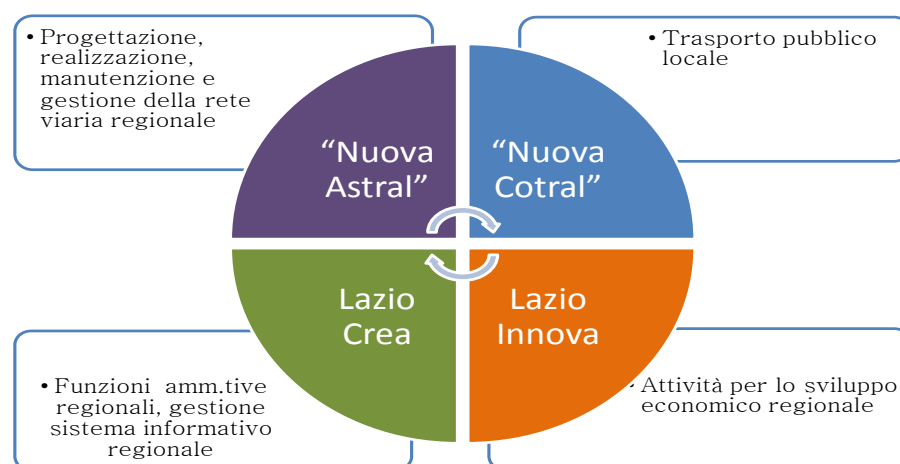 • Progettazione,
realizzazione,
manutenzione e
gestione della rete
viaria regionale
• Trasporto pubblico
locale
“Nuova
Astral”
“Nuova
Cotral”
Lazio
Crea
Lazio
Innova
• Funzioni amm.tive
regionali, gestione
sistema informativo
regionale
• Attività per lo sviluppo
economico regionale